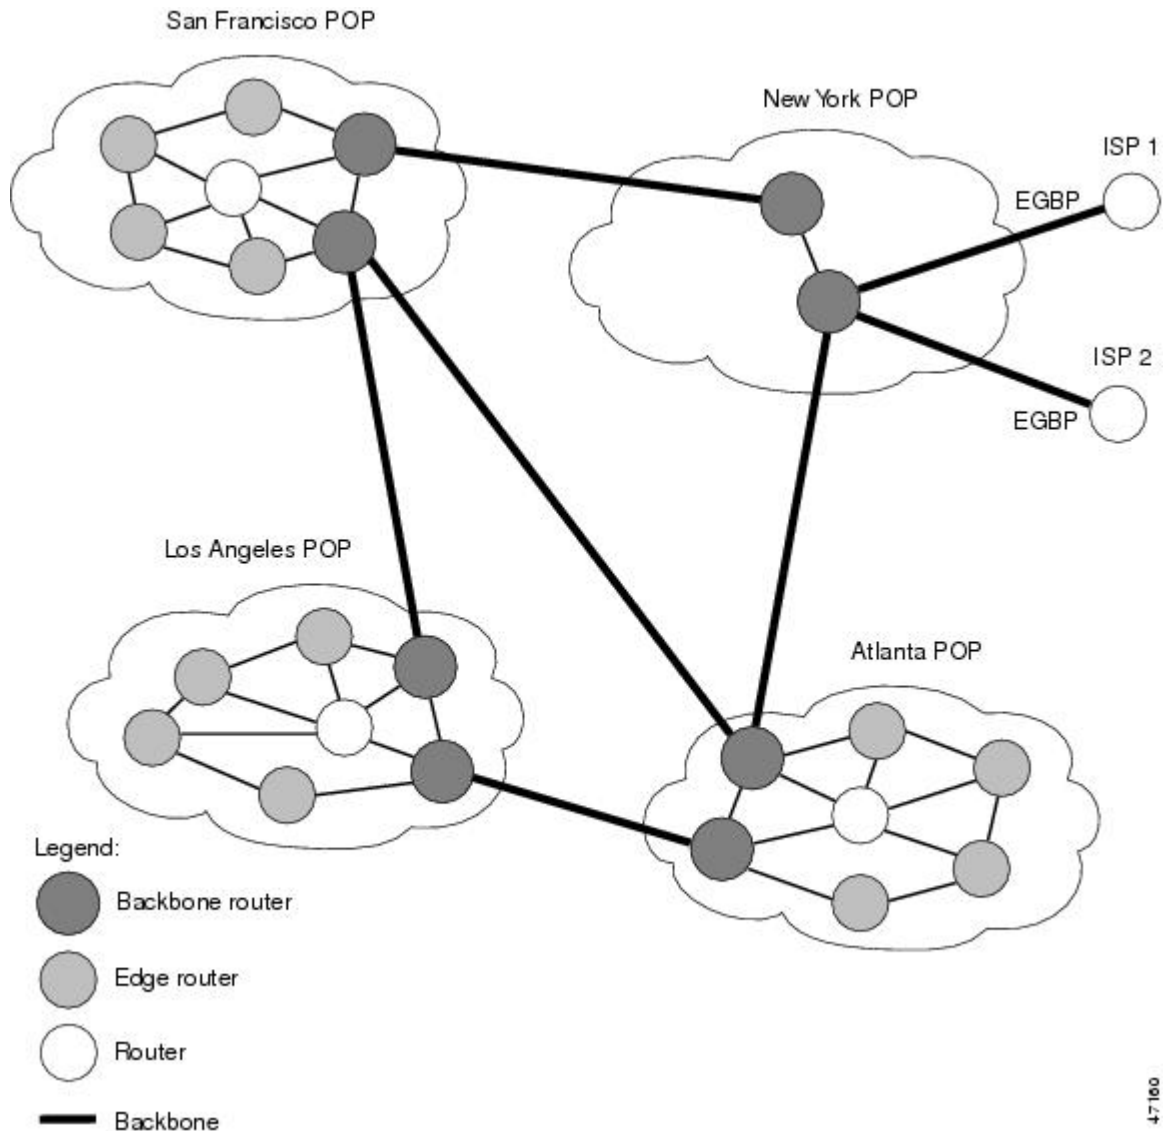 San Francisco POP
New York POP
ISP 1
EGBP
ISP 2
EGBP
Los Angeles POP
Atlanta POP
Legend:
Backbone router
Edge router
Router
Backbone
47160